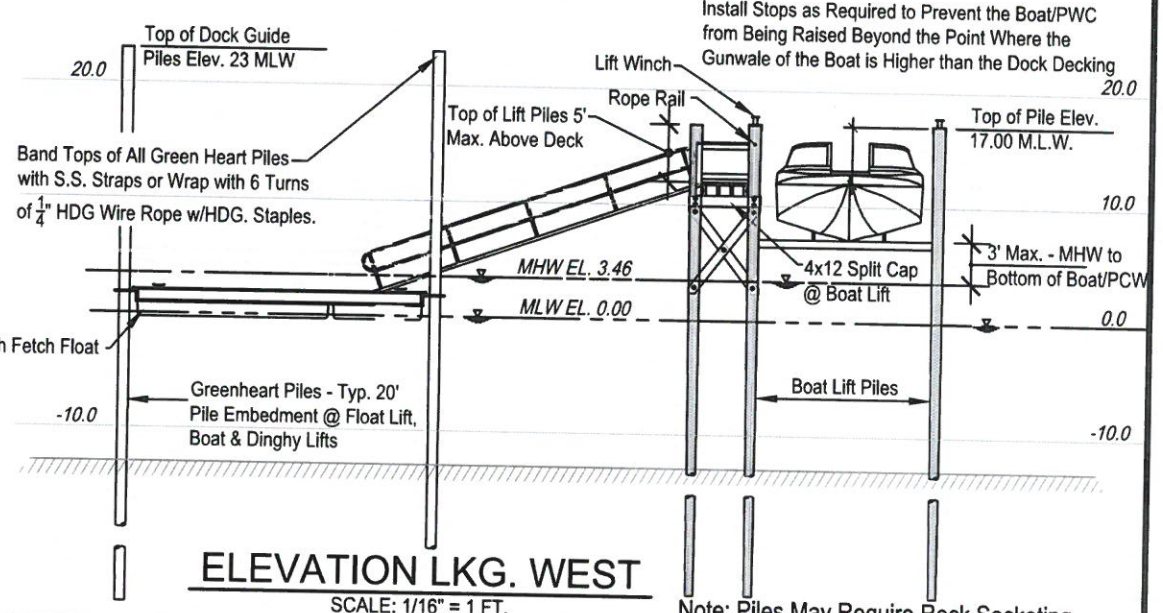 Install Stops as Required to Prevent the Boat/PWC
from Being Raised Beyond the Point Where the
Gunwale of the Boat is Higher than the Dock Decking
Top of Dock Guide
Piles Elev. 23 MLW
20.0
Lift Winch
Rope Rail
20.0
Top of Lift Piles 5'
Max. Above Deck
Top of Pile Elev.
17.00 M.L.W.
Band Tops of All Green Heart Piles
with S.S. Straps or Wrap with 6 Turns
of 1/4" HDG Wire Rope w/HDG. Staples.
10.0
MHW EL. 3.46
4x12 Split Cap
@ Boat Lift
3' Max. - MHW to
Bottom of Boat/PCW
MLW EL. 0.00
0.0
Fetch Float
Greenheart Piles - Typ. 20'
Pile Embedment @ Float Lift,
Boat & Dinghy Lifts
Boat Lift Piles
-10.0
-10.0
ELEVATION LKG. WEST
SCALE: 1/16" = 1 FT.
Note: Piles May Require Rock Socketing